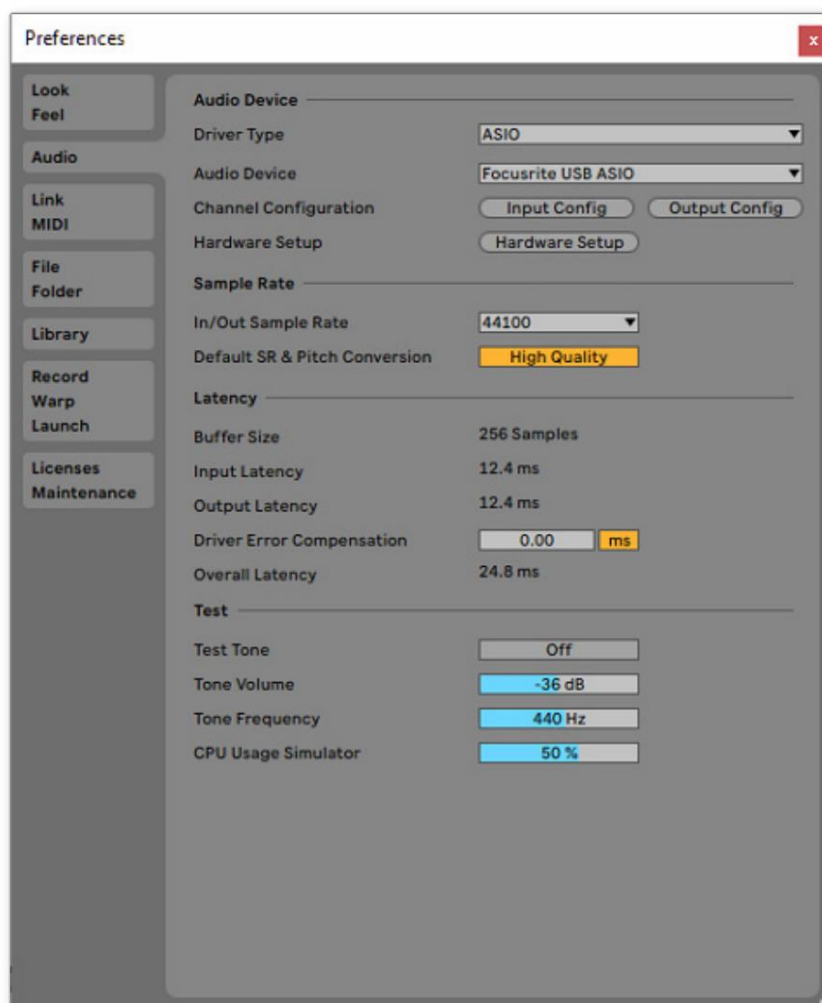 Preferences
x
Look
Feel
Audio
Link
MIDI
File
Folder
Library
Record
Warp
Launch
Licenses
Maintenance
Audio Device
Driver Type ASIO
Audio Device Focusrite USB ASIO
Channel Configuration Input Config Output Config
Hardware Setup Hardware Setup
Sample Rate
In/Out Sample Rate 44100
Default SR & Pitch Conversion High Quality
Latency
Buffer Size 256 Samples
Input Latency 12.4 ms
Output Latency 12.4 ms
Driver Error Compensation 0.00 ms
Overall Latency 24.8 ms
Test
Test Tone Off
Tone Volume -36 dB
Tone Frequency 440 Hz
CPU Usage Simulator 50 %